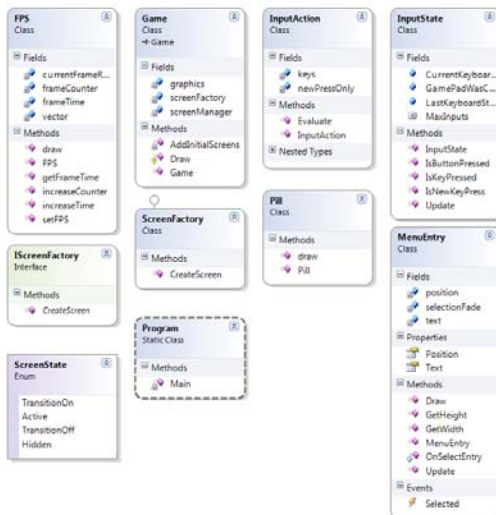 FPS
Class
Fields
currentFrameR...
frameCounter
frameTime
vector
Methods
draw
FPS
getFrameTime
increaseCounter
increaseTime
setFPS
Game
Class
Game
Fields
graphics
screenFactory
screenManager
Methods
AddInitialScreens
Draw
Game
InputAction
Class
Fields
keys
newPressOnly
Methods
Evaluate
InputAction
Nested Types
InputState
Class
Fields
CurrentKeyboar...
GamePadWasC...
LastKeyboardSt...
MaxInputs
Methods
InputState
IsButtonPressed
IsKeyPressed
IsNewKeyPress
Update
IScreenFactory
Interface
Methods
CreateScreen
ScreenFactory
Class
Methods
CreateScreen
Pill
Class
Methods
draw
Pill
MenuEntry
Class
Fields
position
selectionFade
text
Properties
Position
Text
Methods
Draw
GetHeight
GetWidth
MenuEntry
OnSelectEntry
Update
Events
Selected
ScreenState
Enum
TransitionOn
Active
TransitionOff
Hidden
Program
Static Class
Methods
Main